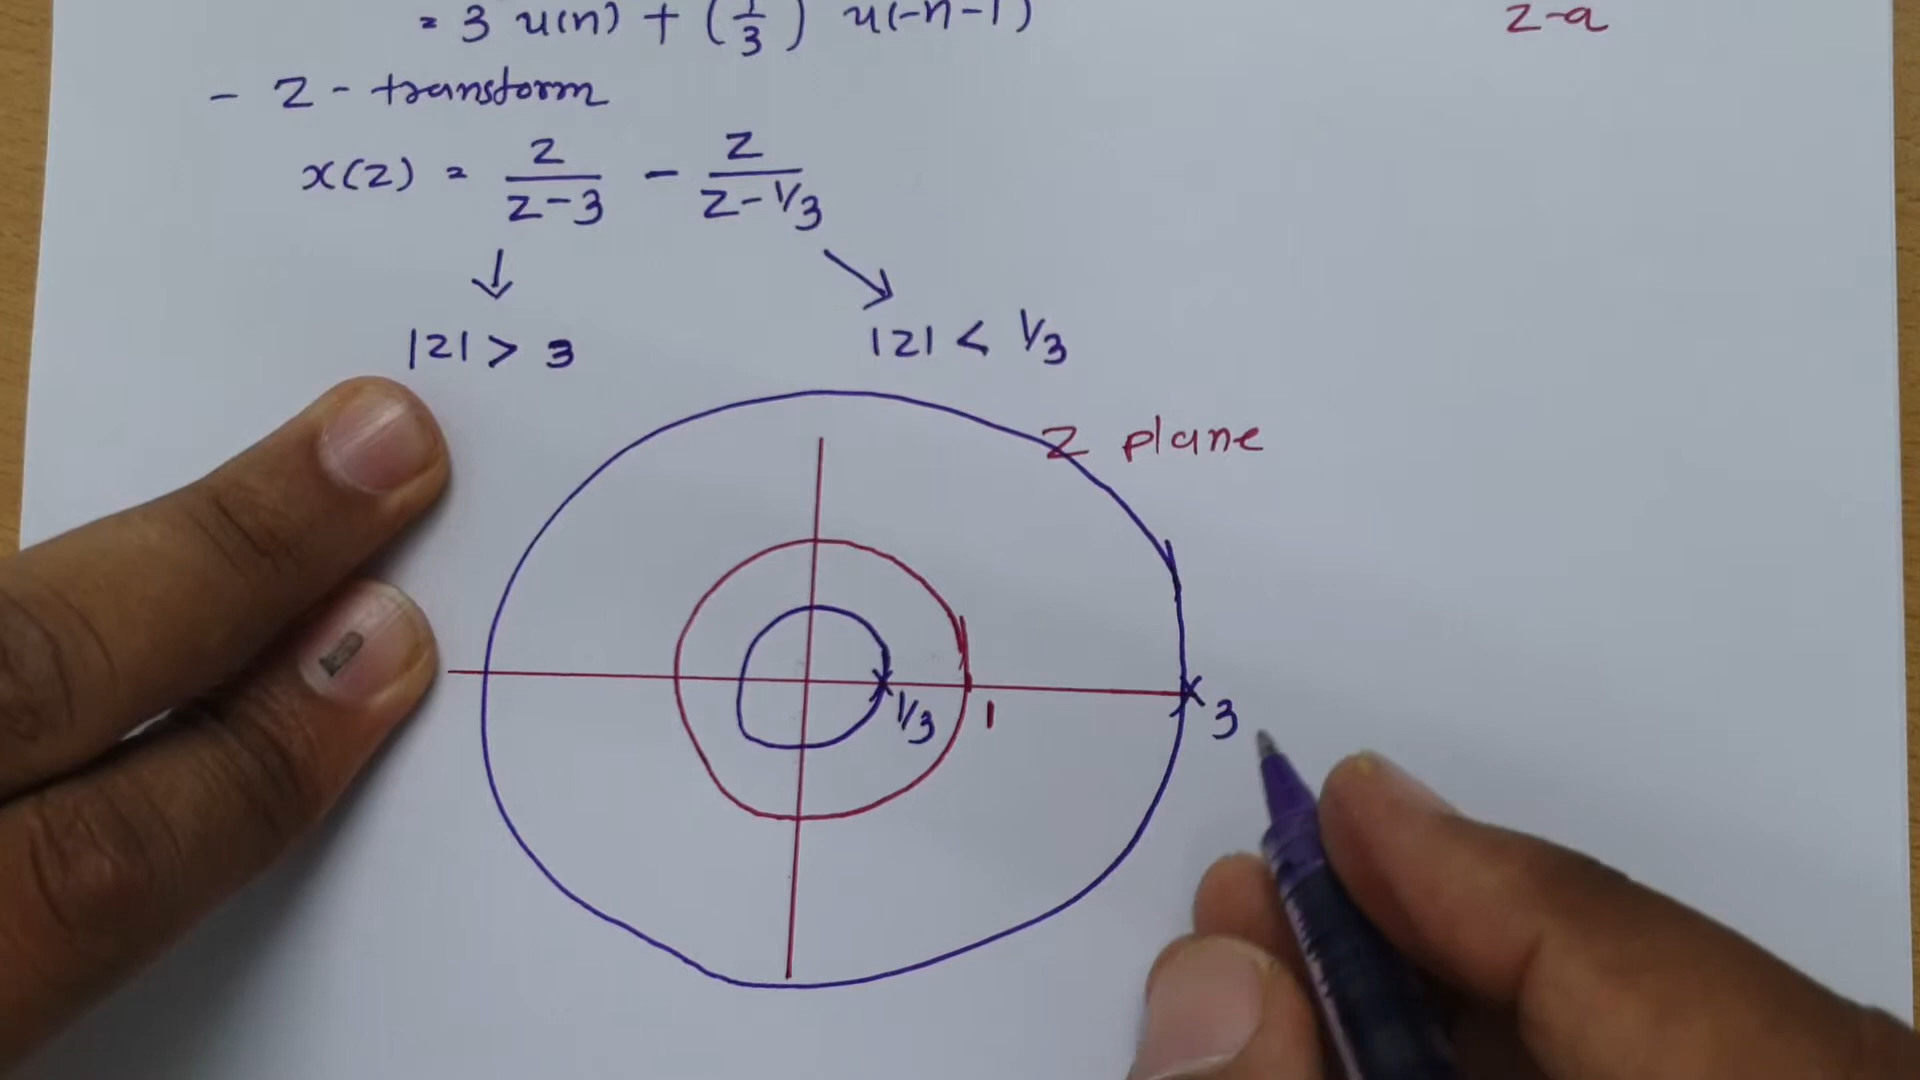 = 3 u(n) + (1/3) u(-n-1)
z-a
- Z - transform
x(z) = z/(z-3) - z/(z-1/3)
|z| > 3
|z| < 1/3
Z plane
1/3
1
3